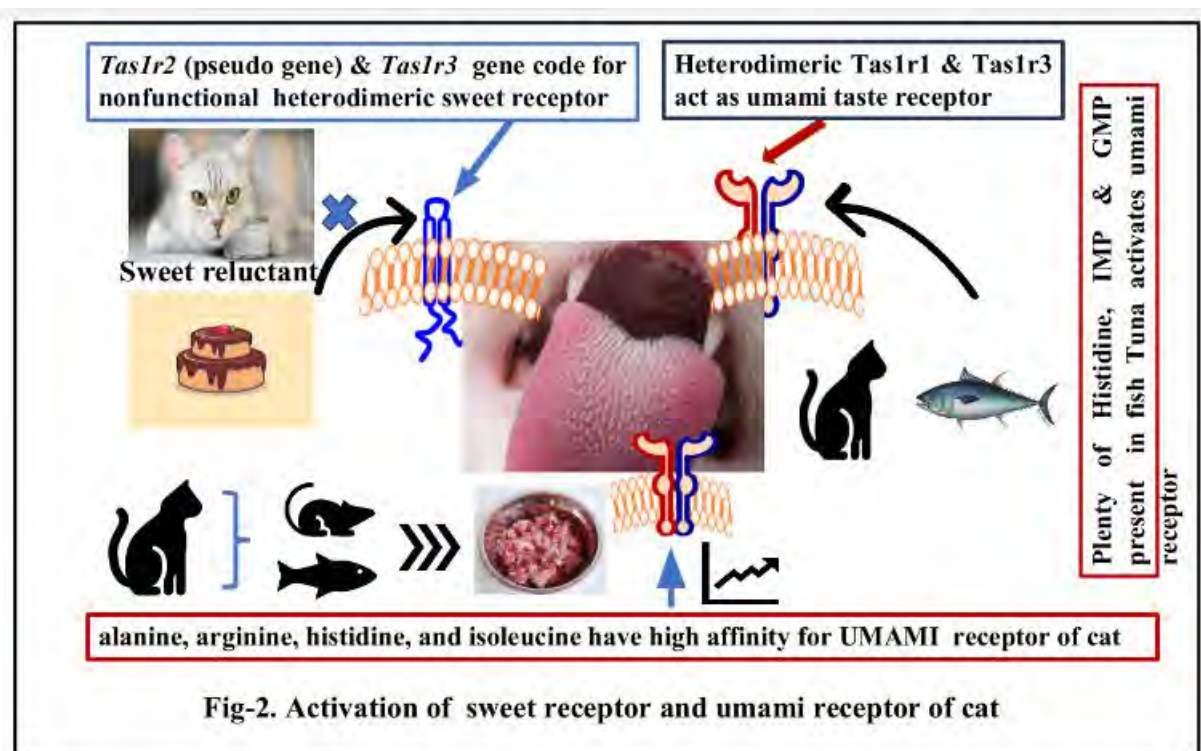 Tas1r2 (pseudo gene) & Tas1r3 gene code for
nonfunctional heterodimeric sweet receptor
Heterodimeric Tas1r1 & Tas1r3
act as umami taste receptor
Sweet reluctant
Plenty of Histidine, IMP & GMP
present in fish Tuna activates umami
receptor
alanine, arginine, histidine, and isoleucine have high affinity for UMAMI receptor of cat
Fig-2. Activation of sweet receptor and umami receptor of cat